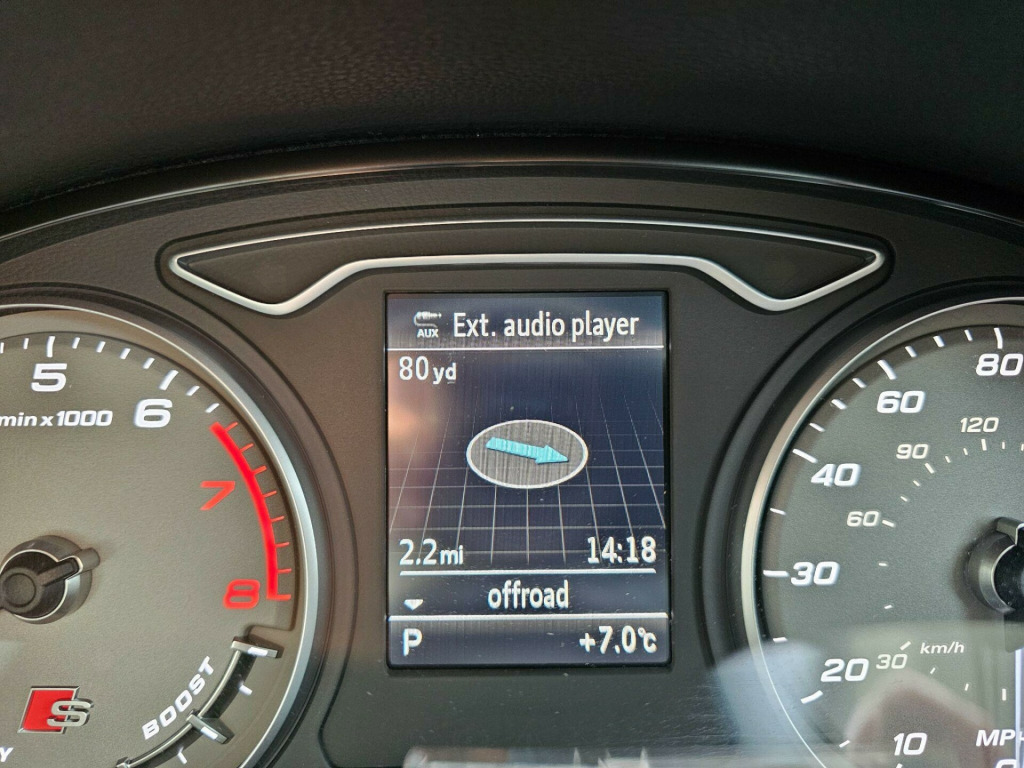 AUX Ext. audio player
80 yd
2.2 mi 14:18
offroad
P +7.0°C
5
6
7
8
min x 1000
BOOST
S
80
60
40
30
20
10
120
90
60
30 km/h